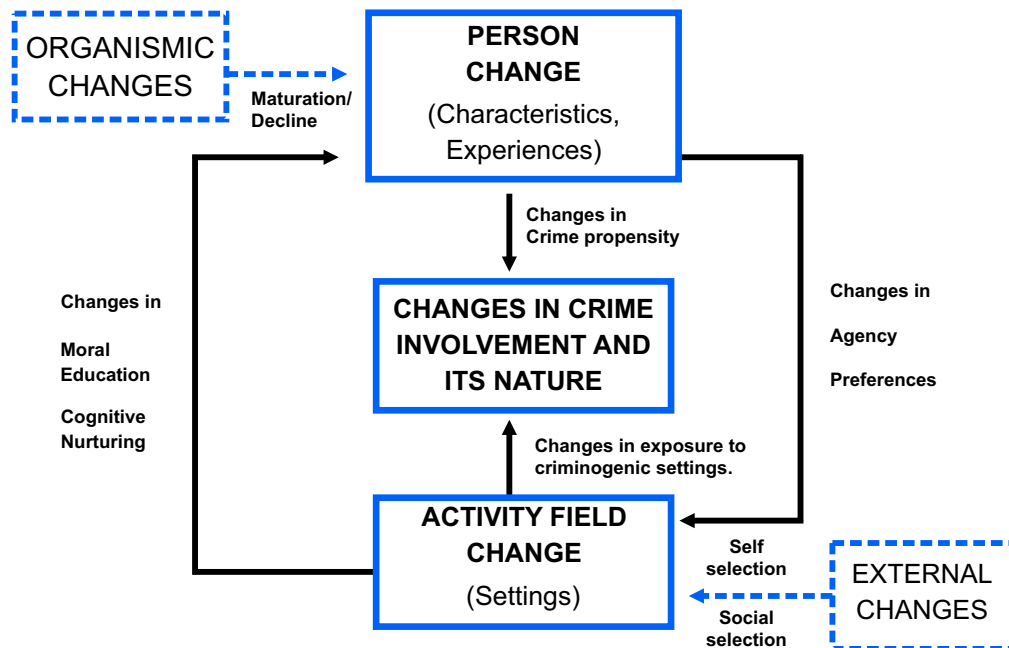 ORGANISMIC
CHANGES
Maturation/
Decline
PERSON
CHANGE
(Characteristics,
Experiences)
Changes in
Crime propensity
Changes in
Moral
Education
Cognitive
Nurturing
CHANGES IN CRIME
INVOLVEMENT AND
ITS NATURE
Changes in
Agency
Preferences
Changes in exposure to
criminogenic settings.
ACTIVITY FIELD
CHANGE
(Settings)
Self
selection
Social
selection
EXTERNAL
CHANGES